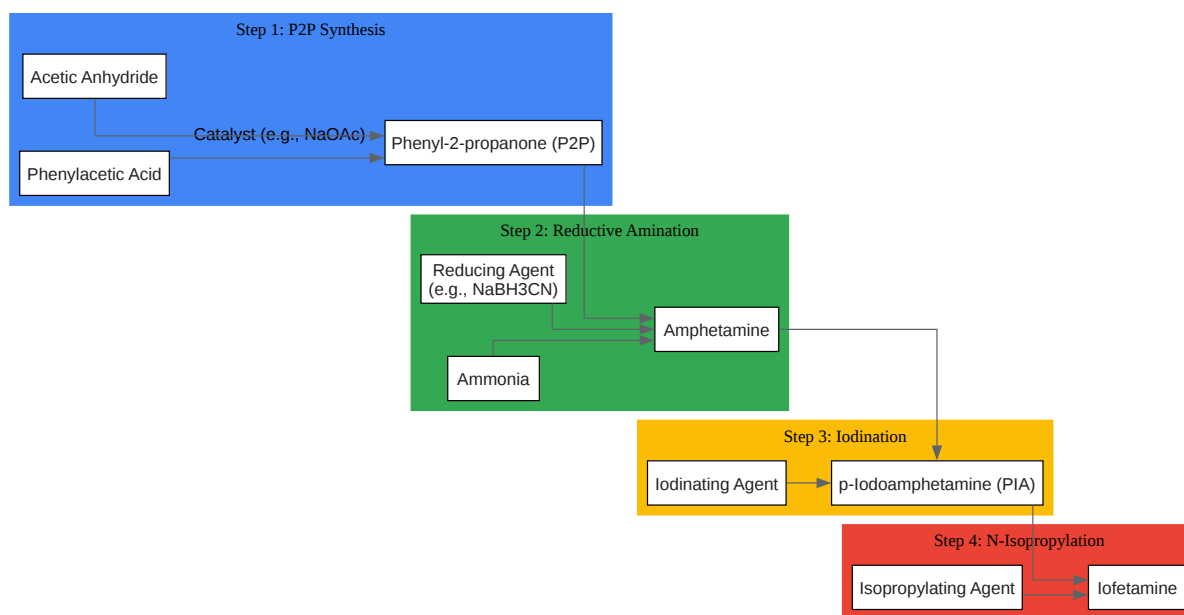 Step 1: P2P Synthesis
Acetic Anhydride
Catalyst (e.g., NaOAc)
Phenyl-2-propanone (P2P)
Phenylacetic Acid
Step 2: Reductive Amination
Reducing Agent
(e.g., NaBH3CN)
Amphetamine
Ammonia
Step 3: Iodination
Iodinating Agent
p-Iodoamphetamine (PIA)
Step 4: N-Isopropylation
Isopropylating Agent
Iofetamine